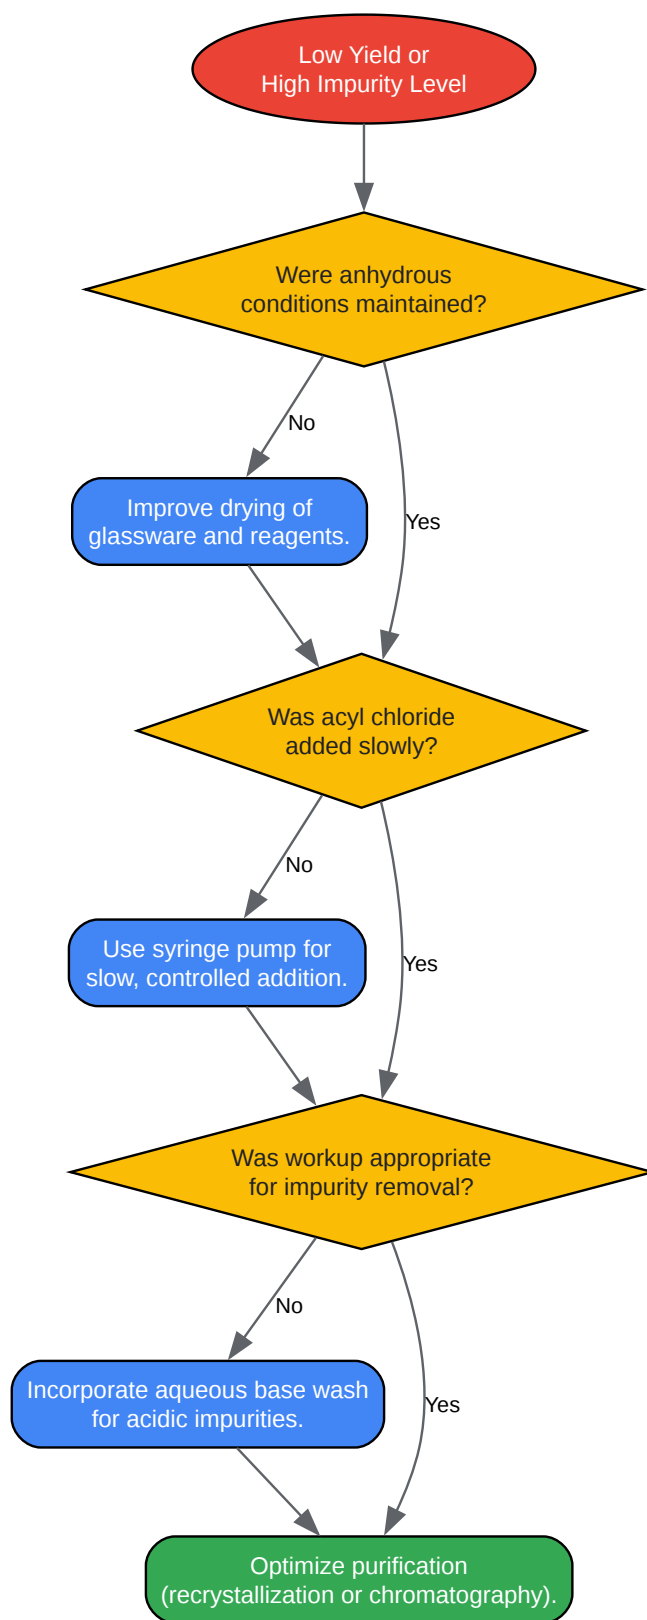 Low Yield or
High Impurity Level
Were anhydrous
conditions maintained?
No
Improve drying of
glassware and reagents.
Yes
Was acyl chloride
added slowly?
No
Use syringe pump for
slow, controlled addition.
Yes
Was workup appropriate
for impurity removal?
No
Incorporate aqueous base wash
for acidic impurities.
Yes
Optimize purification
(recrystallization or chromatography).